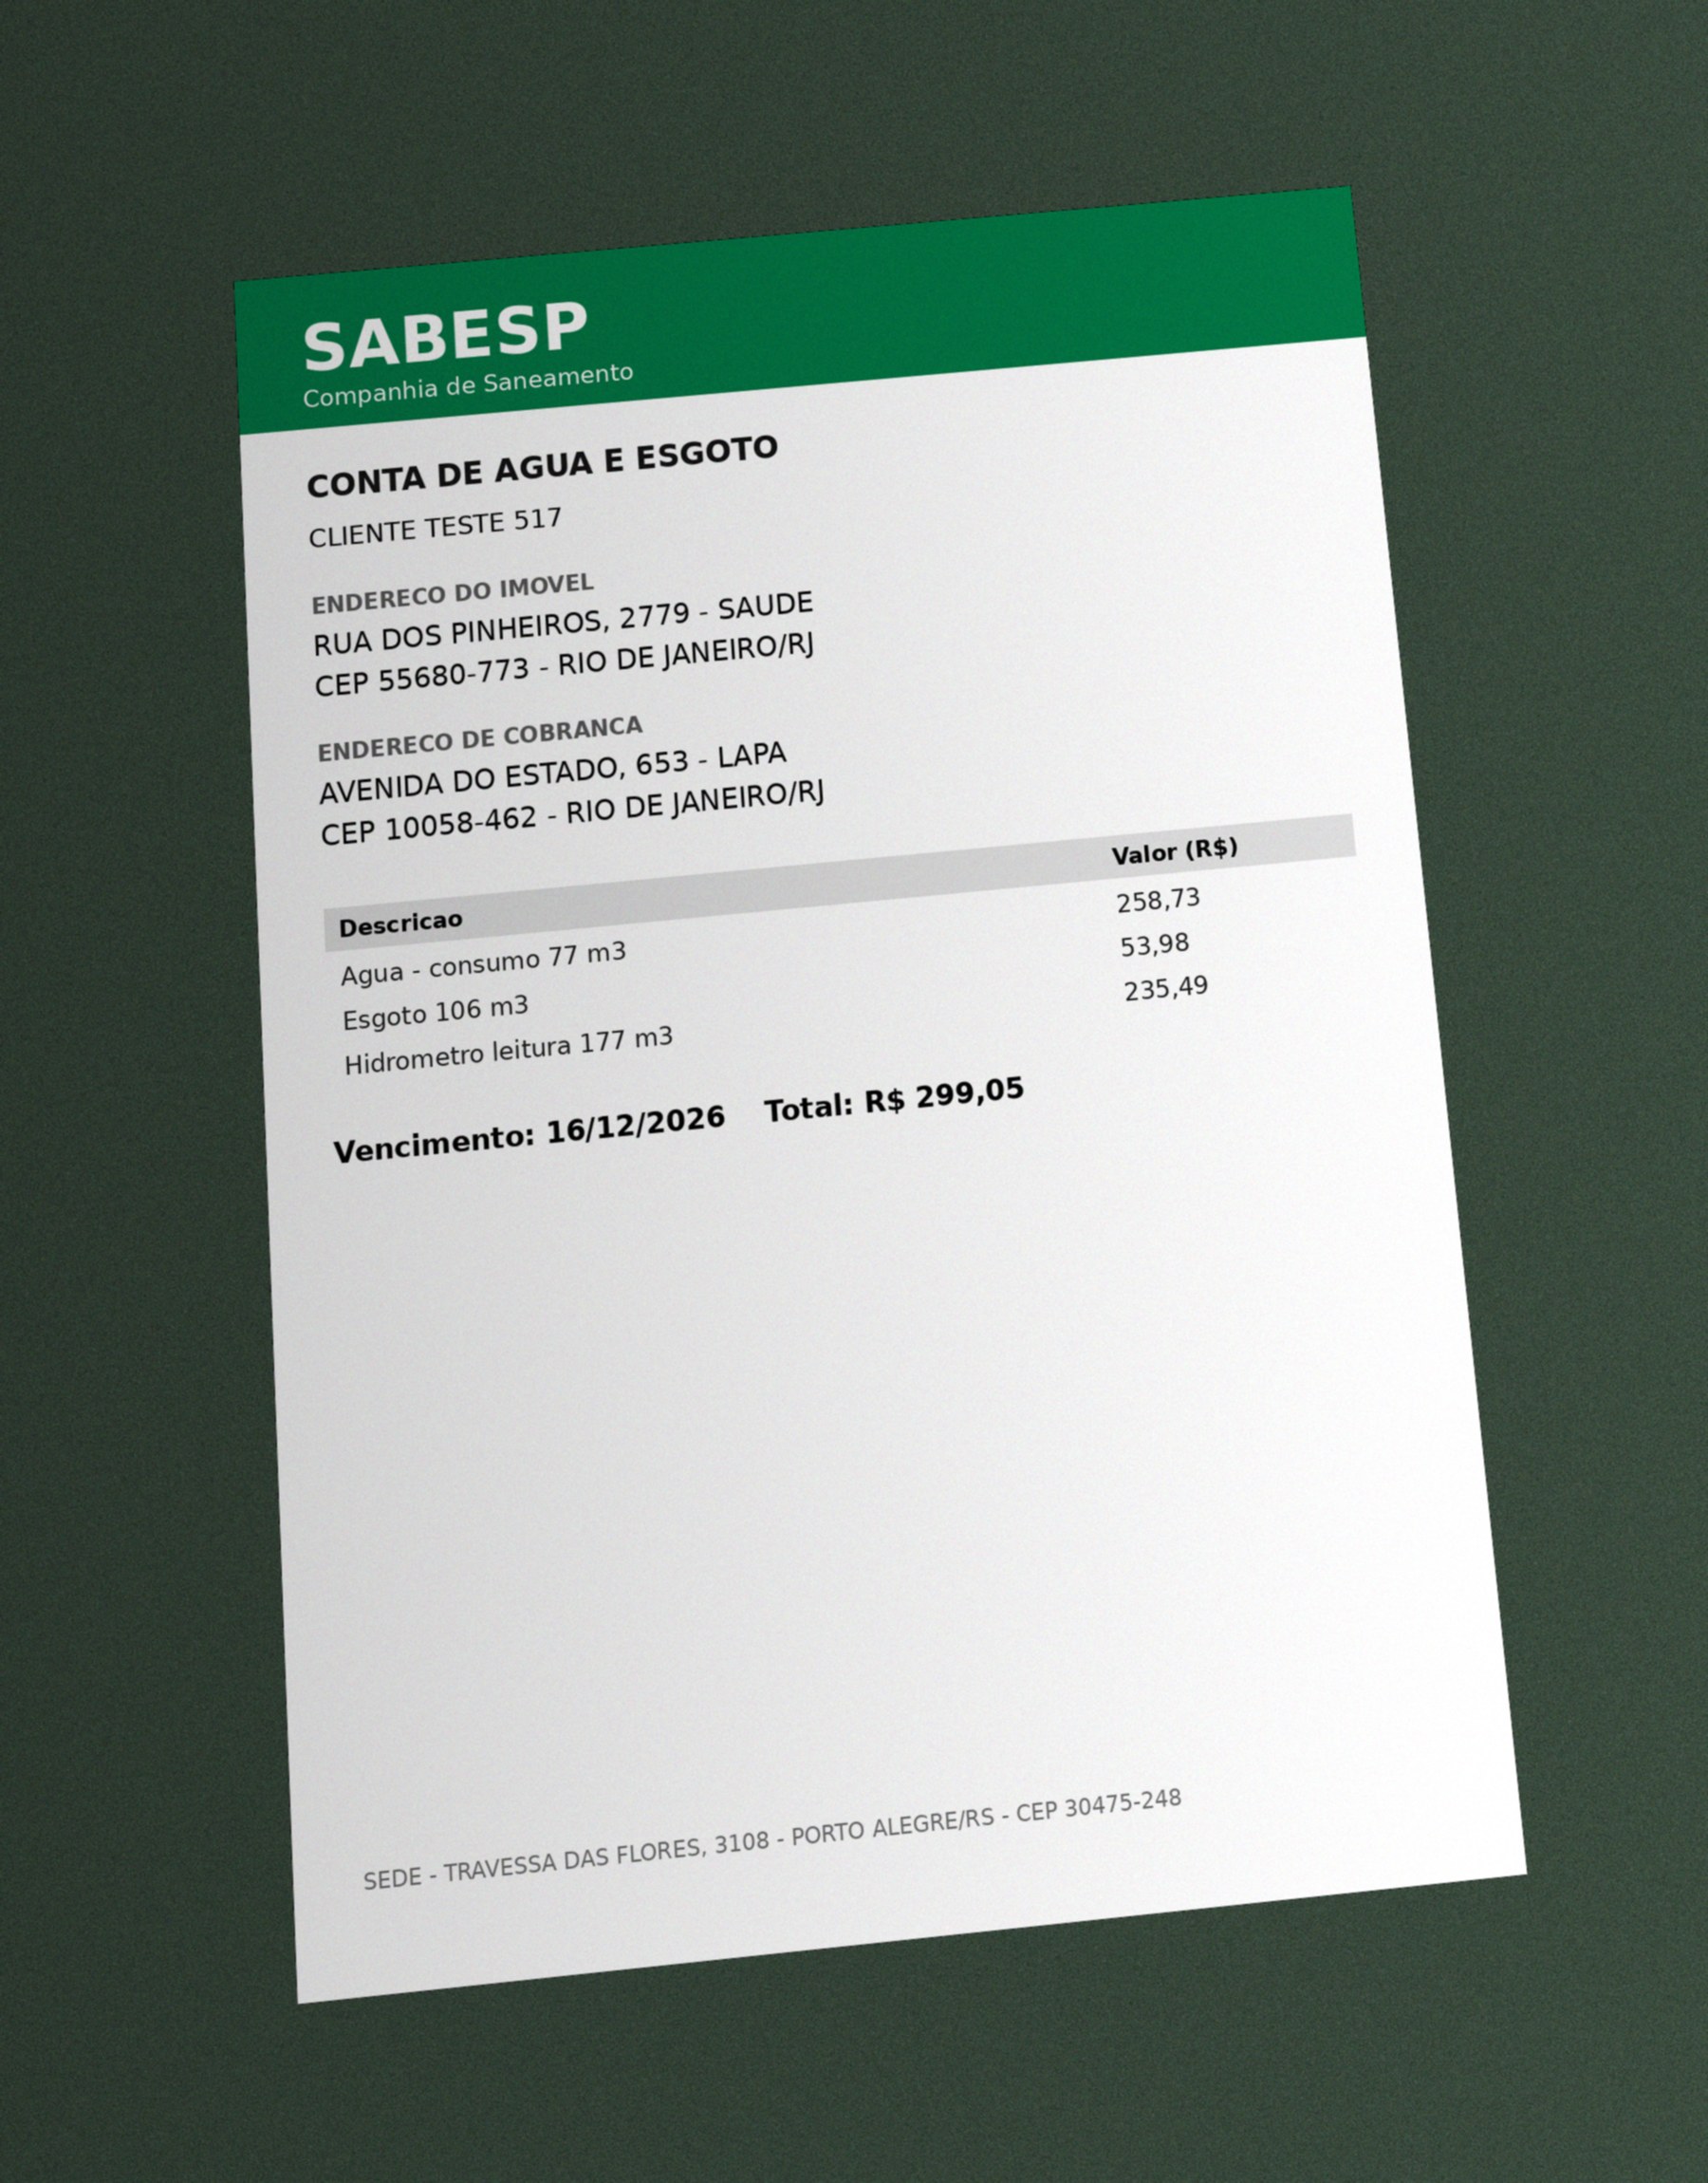 SABESP
Companhia de Saneamento
CONTA DE AGUA E ESGOTO
CLIENTE TESTE 517
ENDERECO DO IMOVEL
RUA DOS PINHEIROS, 2779 - SAUDE
CEP 55680-773 - RIO DE JANEIRO/RJ
ENDERECO DE COBRANCA
AVENIDA DO ESTADO, 653 - LAPA
CEP 10058-462 - RIO DE JANEIRO/RJ
Descricao Valor (R$)
Agua - consumo 77 m3 258,73
Esgoto 106 m3 53,98
Hidrometro leitura 177 m3 235,49
Vencimento: 16/12/2026 Total: R$ 299,05
SEDE - TRAVESSA DAS FLORES, 3108 - PORTO ALEGRE/RS - CEP 30475-248